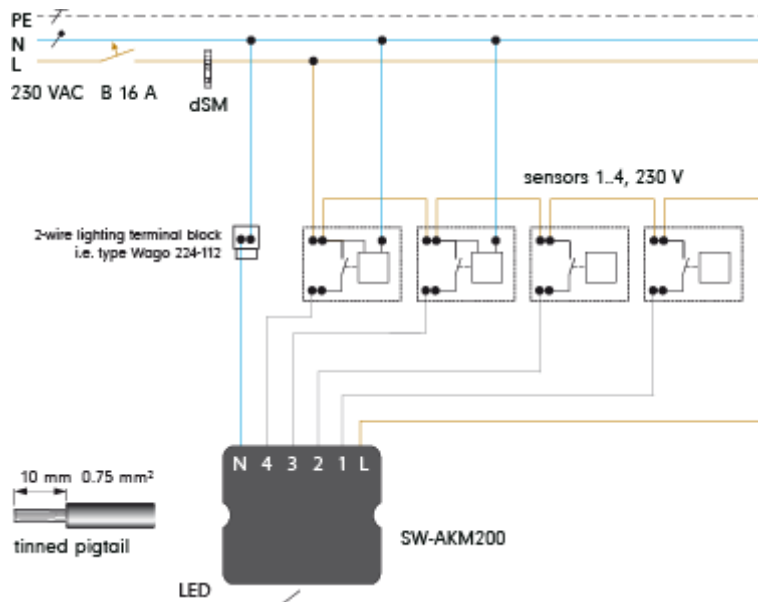 PE
N
L
230 VAC B 16 A
dSM
sensors 1..4, 230 V
2-wire lighting terminal block
i.e. type Wago 224-112
N 4 3 2 1 L
10 mm 0.75 mm²
tinned pigtail
SW-AKM200
LED